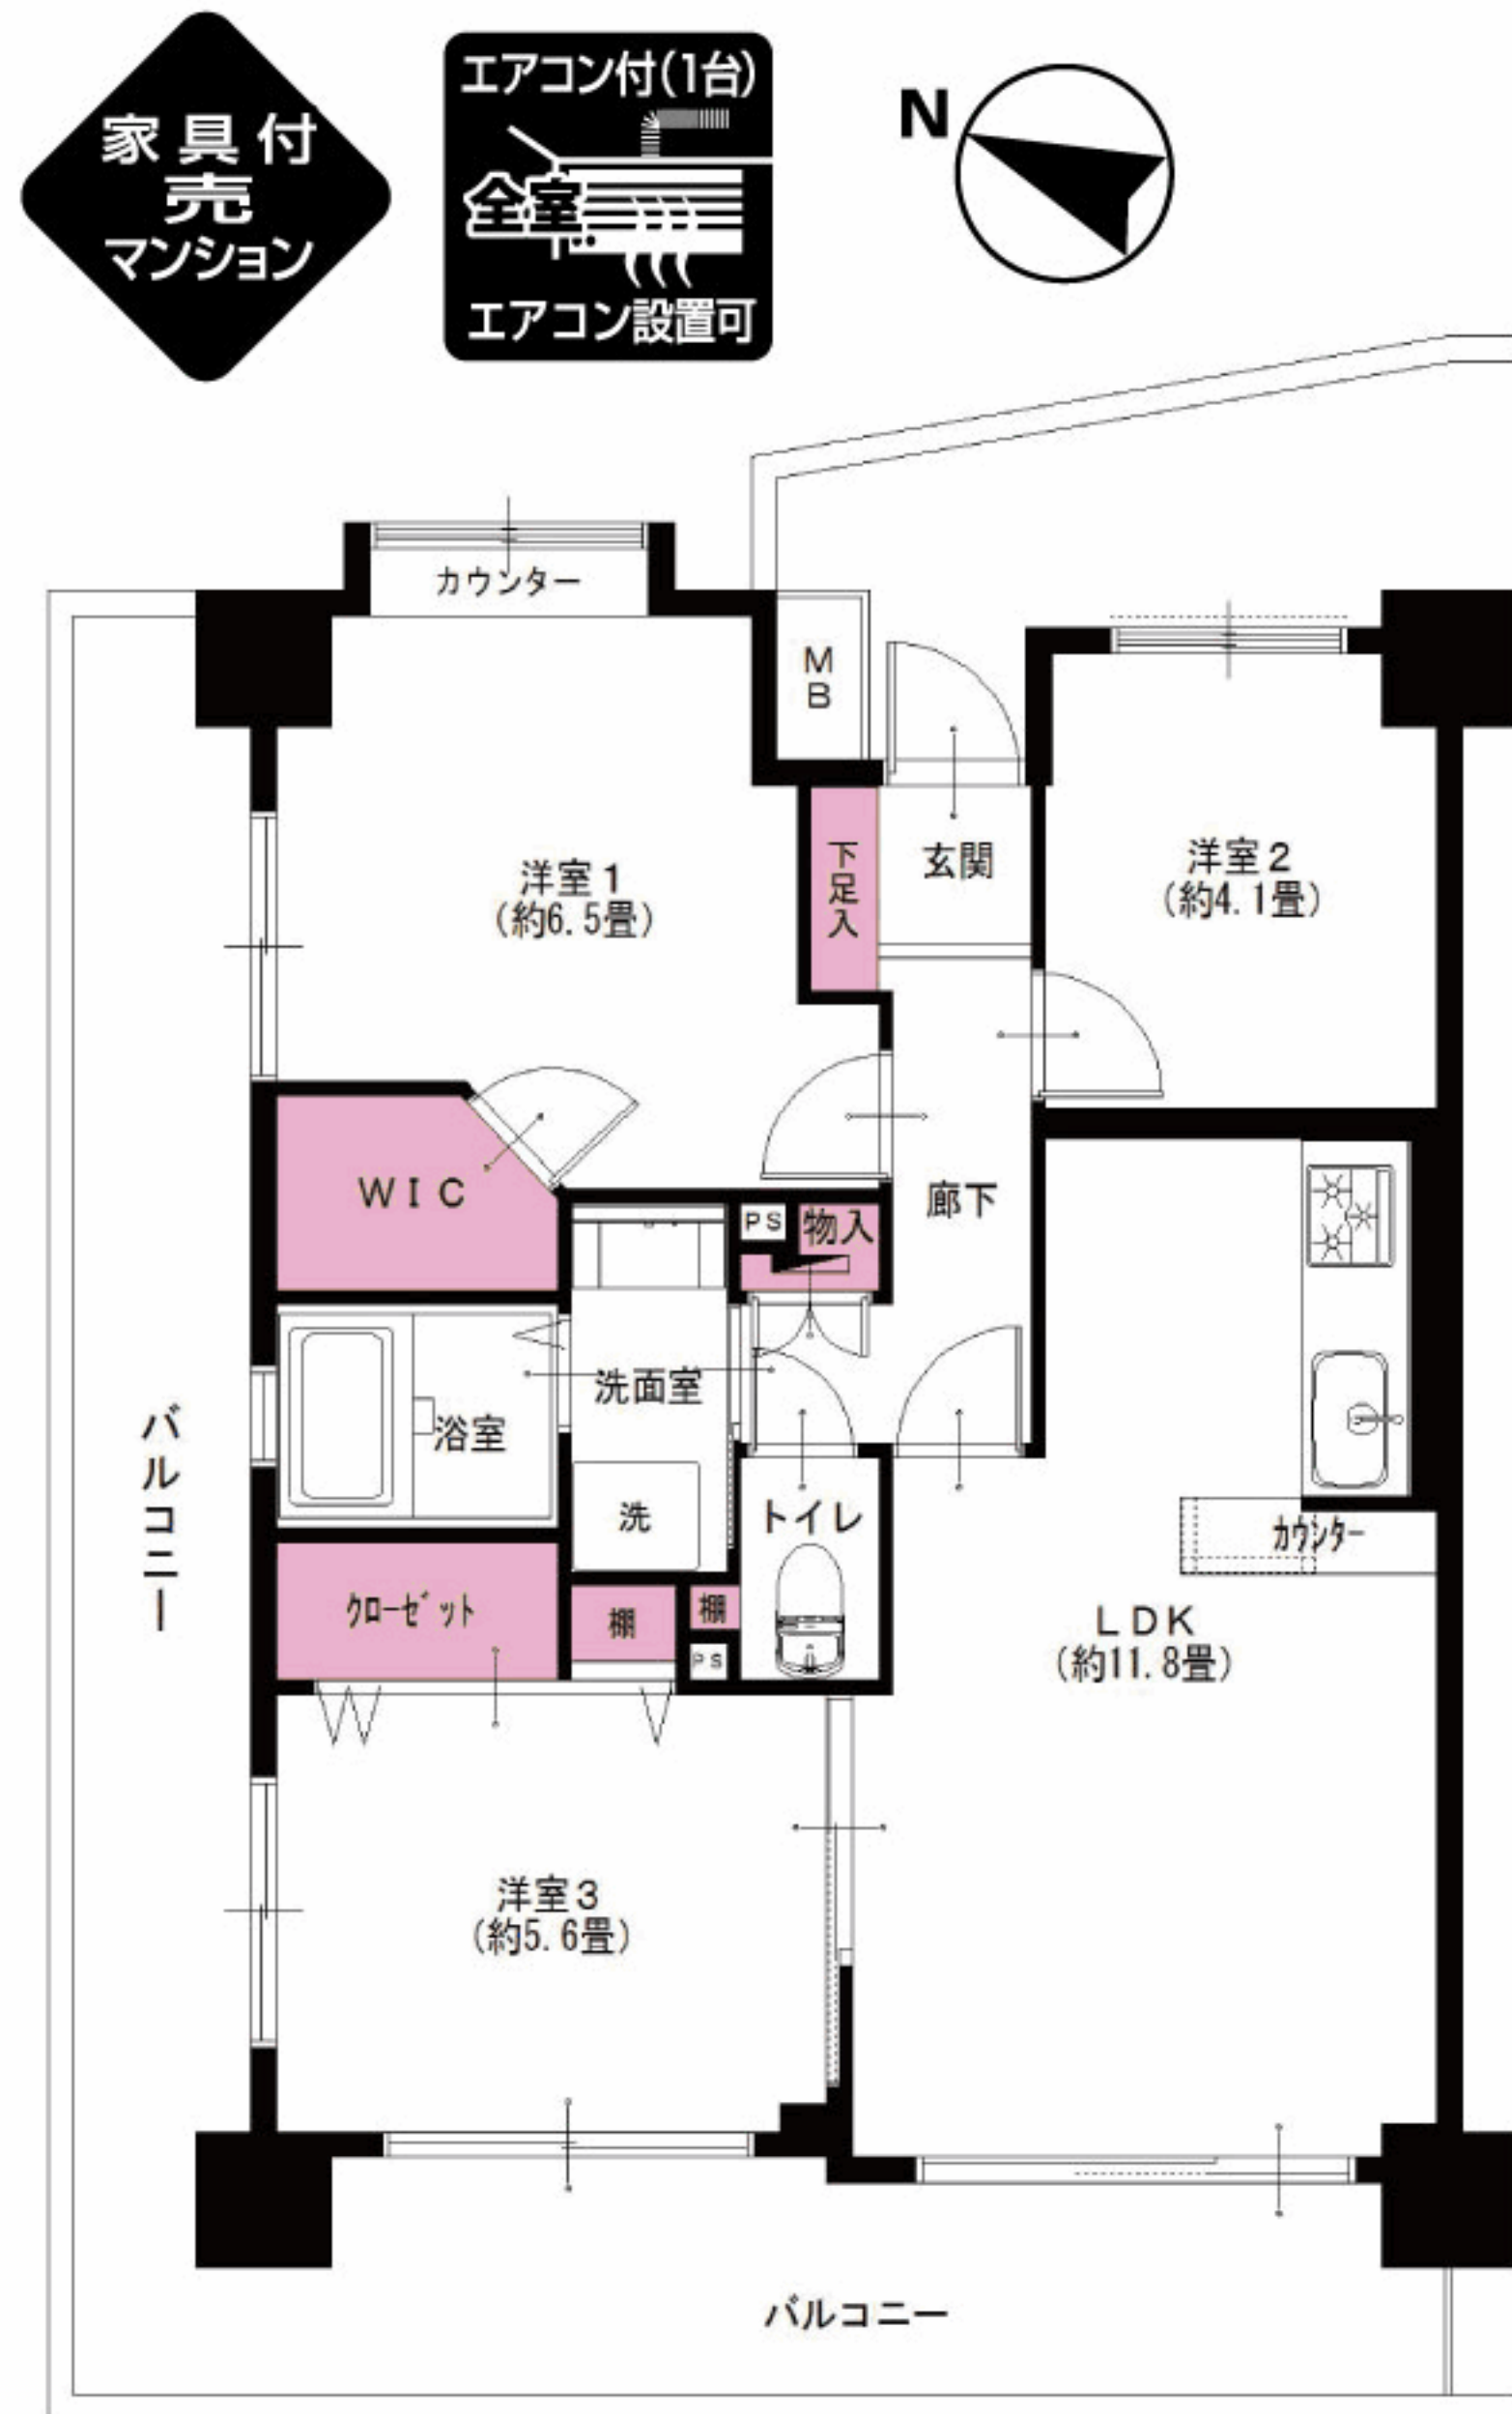 家具付
売
マンション
エアコン付(1台)
全室
エアコン設置可
N
カウンター
MB
洋室1
(約6.5畳)
下足入
玄関
洋室2
(約4.1畳)
WIC
PS
物入
廊下
洗面室
浴室
バルコニー
洗
トイレ
カウンター
クローゼット
棚
棚
PS
LDK
(約11.8畳)
洋室3
(約5.6畳)
バルコニー